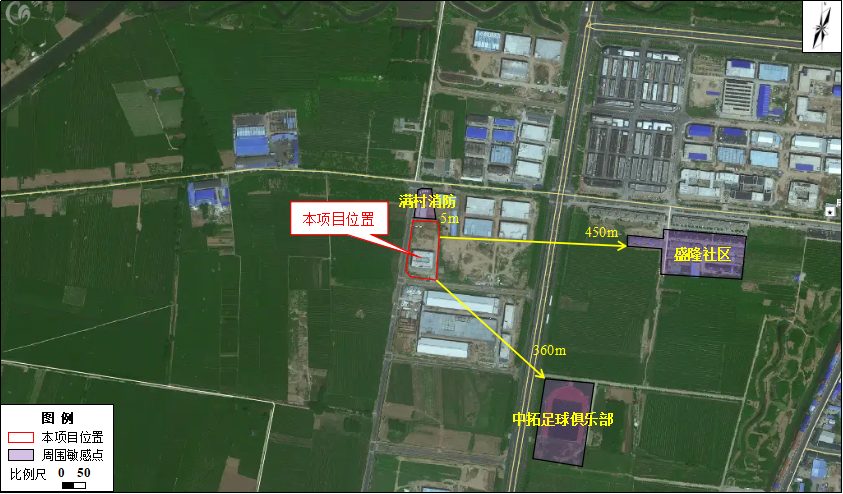 满村消防
5m
本项目位置
450m
盛隆社区
360m
中拓足球俱乐部
图 例
本项目位置
周围敏感点
比例尺 0 50